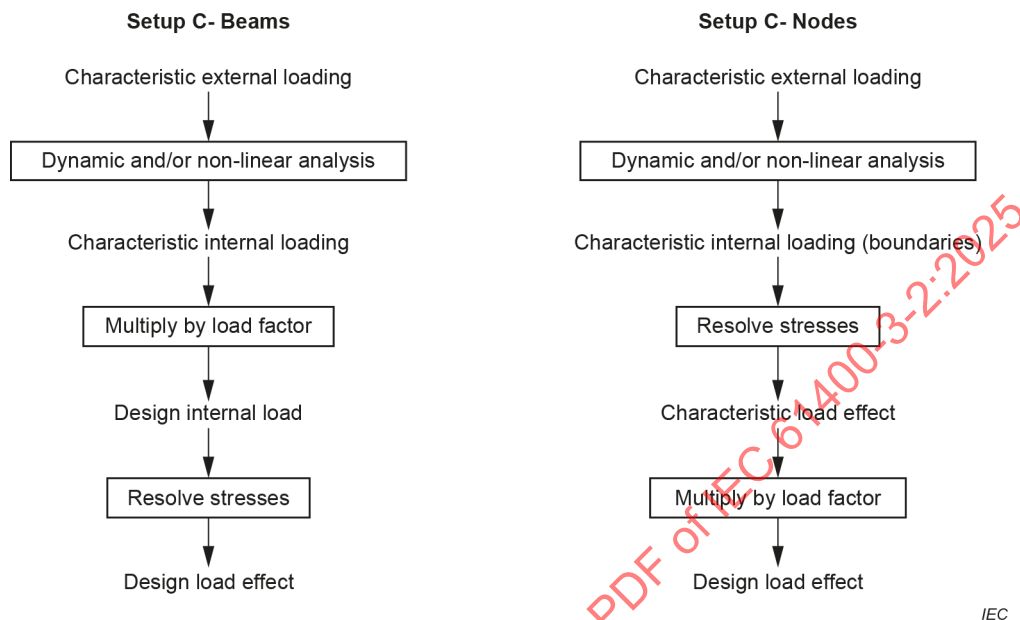 Setup C- Beams
Characteristic external loading
Dynamic and/or non-linear analysis
Characteristic internal loading
Multiply by load factor
Design internal load
Resolve stresses
Design load effect
Setup C- Nodes
Characteristic external loading
Dynamic and/or non-linear analysis
Characteristic internal loading (boundaries)
Resolve stresses
Characteristic load effect
Multiply by load factor
Design load effect
PDF of IEC 61400-3-2:2025
IEC